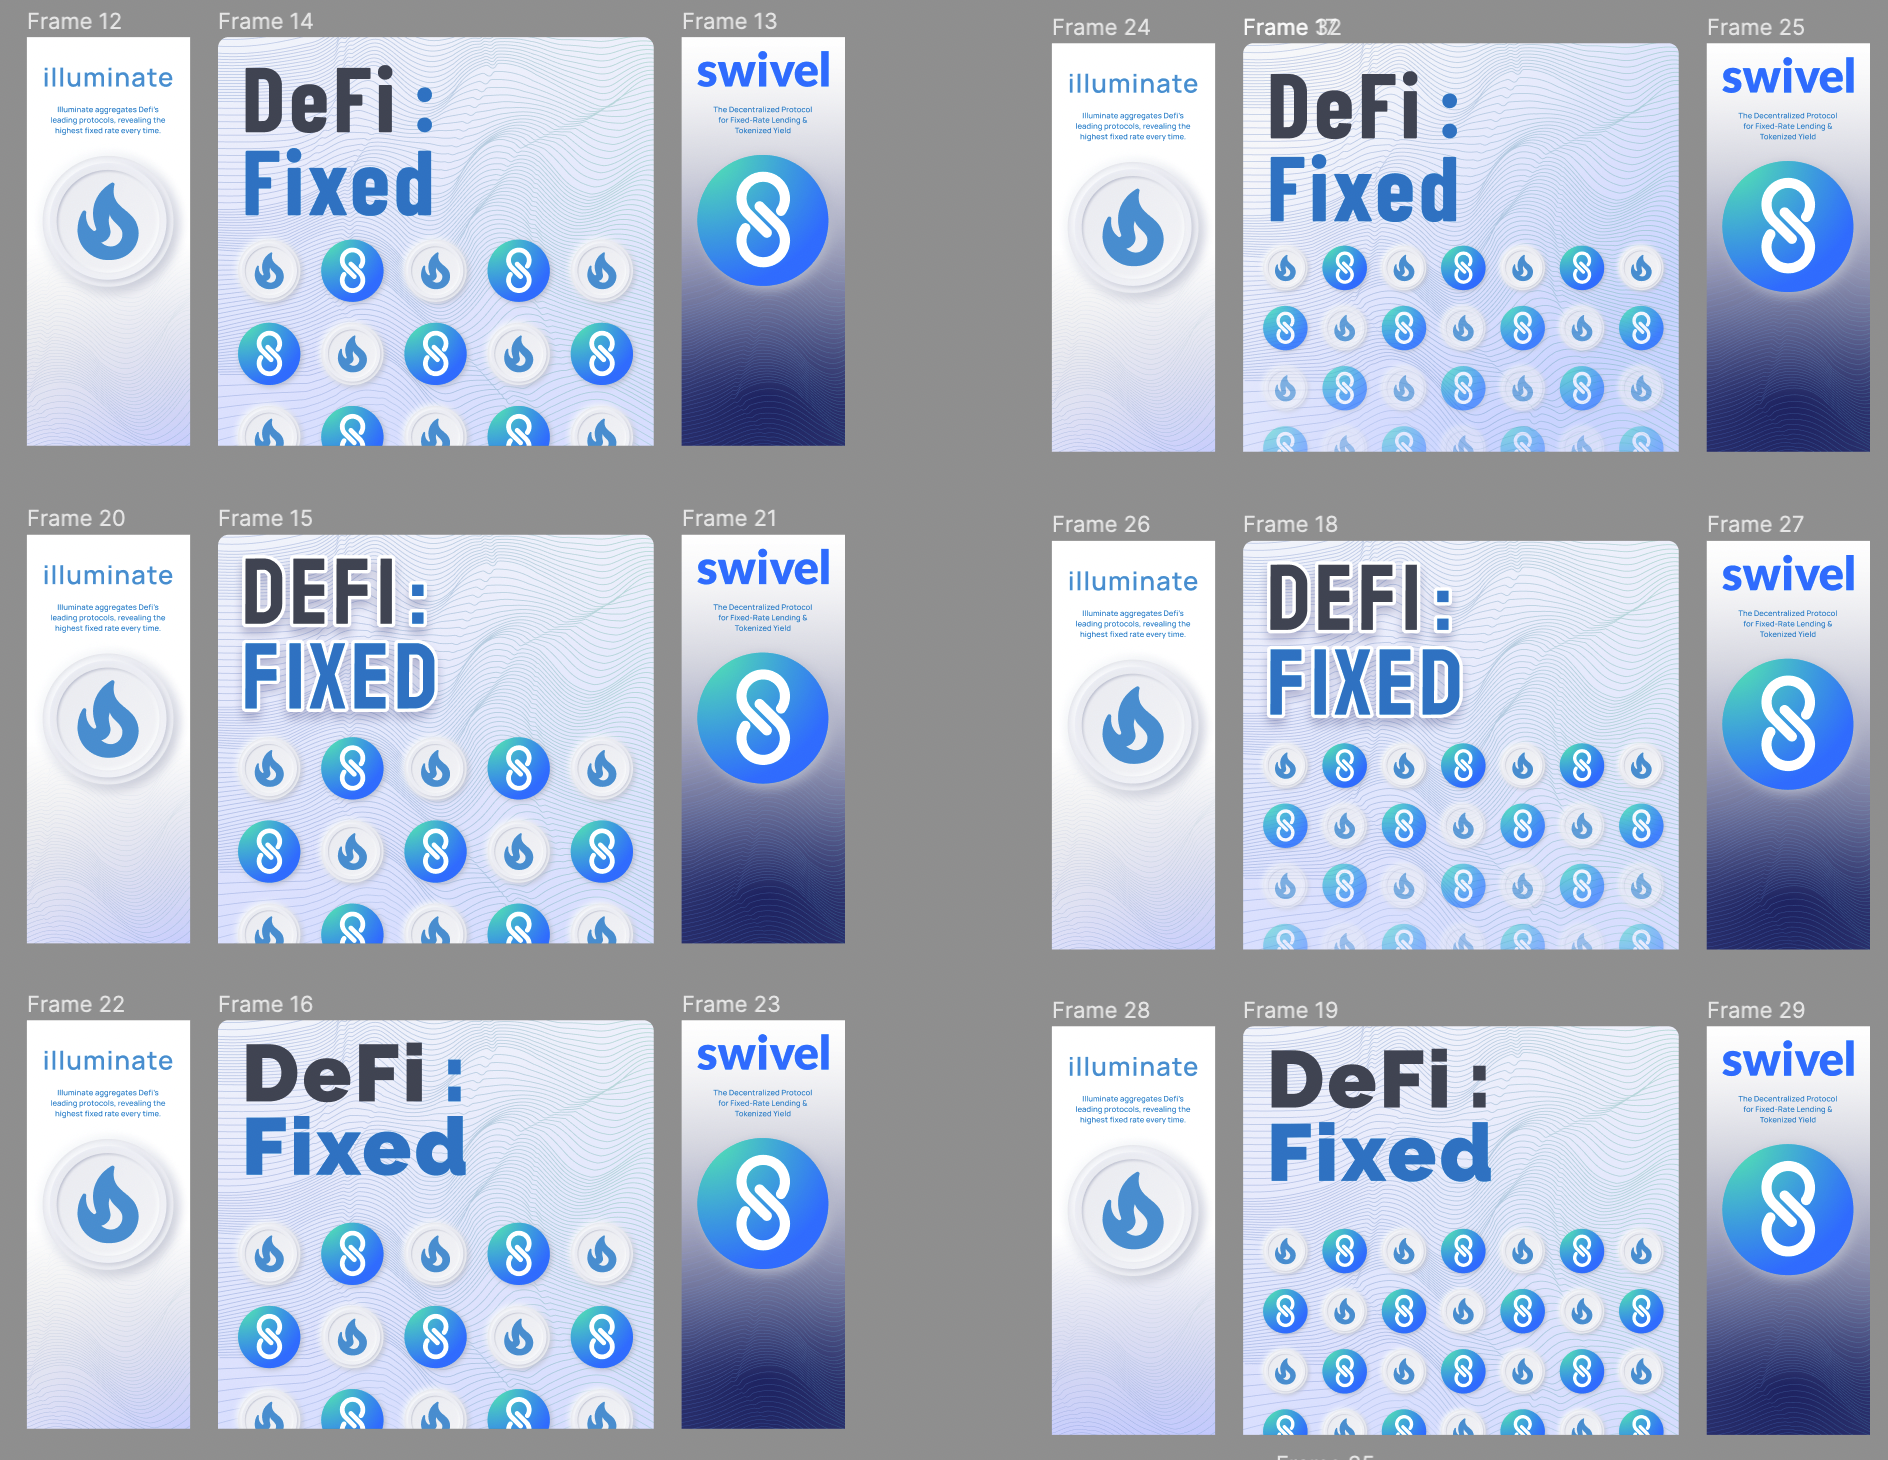 Frame 12
illuminate
Illuminate aggregates Defi's
leading protocols, revealing the
highest fixed rate every time.
Frame 14
DeFi :
Fixed
Frame 13
swivel
The Decentralized Protocol
for Fixed-Rate Lending &
Tokenized Yield
Frame 24
illuminate
Illuminate aggregates Defi's
leading protocols, revealing the
highest fixed rate every time.
Frame
DeFi :
Fixed
Frame 25
swivel
The Decentralized Protocol
for Fixed-Rate Lending &
Tokenized Yield
Frame 20
illuminate
Illuminate aggregates Defi's
leading protocols, revealing the
highest fixed rate every time.
Frame 15
DEFI :
FIXED
Frame 21
swivel
The Decentralized Protocol
for Fixed-Rate Lending &
Tokenized Yield
Frame 26
illuminate
Illuminate aggregates Defi's
leading protocols, revealing the
highest fixed rate every time.
Frame 18
DEFI :
FIXED
Frame 27
swivel
The Decentralized Protocol
for Fixed-Rate Lending &
Tokenized Yield
Frame 22
illuminate
Illuminate aggregates Defi's
leading protocols, revealing the
highest fixed rate every time.
Frame 16
DeFi :
Fixed
Frame 23
swivel
The Decentralized Protocol
for Fixed-Rate Lending &
Tokenized Yield
Frame 28
illuminate
Illuminate aggregates Defi's
leading protocols, revealing the
highest fixed rate every time.
Frame 19
DeFi :
Fixed
Frame 29
swivel
The Decentralized Protocol
for Fixed-Rate Lending &
Tokenized Yield